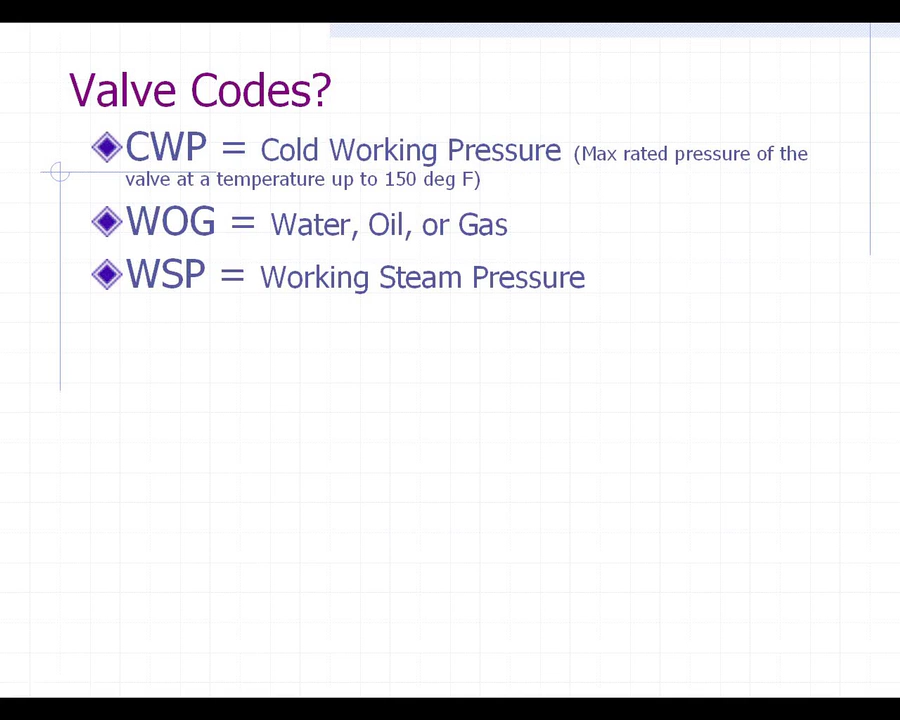 Valve Codes?
CWP = Cold Working Pressure (Max rated pressure of the
valve at a temperature up to 150 deg F)
WOG = Water, Oil, or Gas
WSP = Working Steam Pressure